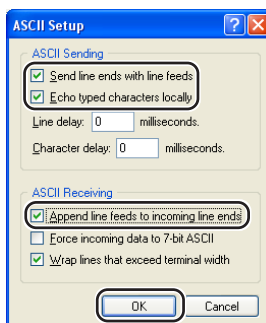 ASCII Setup
ASCII Sending
Send line ends with line feeds
Echo typed characters locally
Line delay: 0 milliseconds.
Character delay: 0 milliseconds.
ASCII Receiving
Append line feeds to incoming line ends
Force incoming data to 7-bit ASCII
Wrap lines that exceed terminal width
OK Cancel